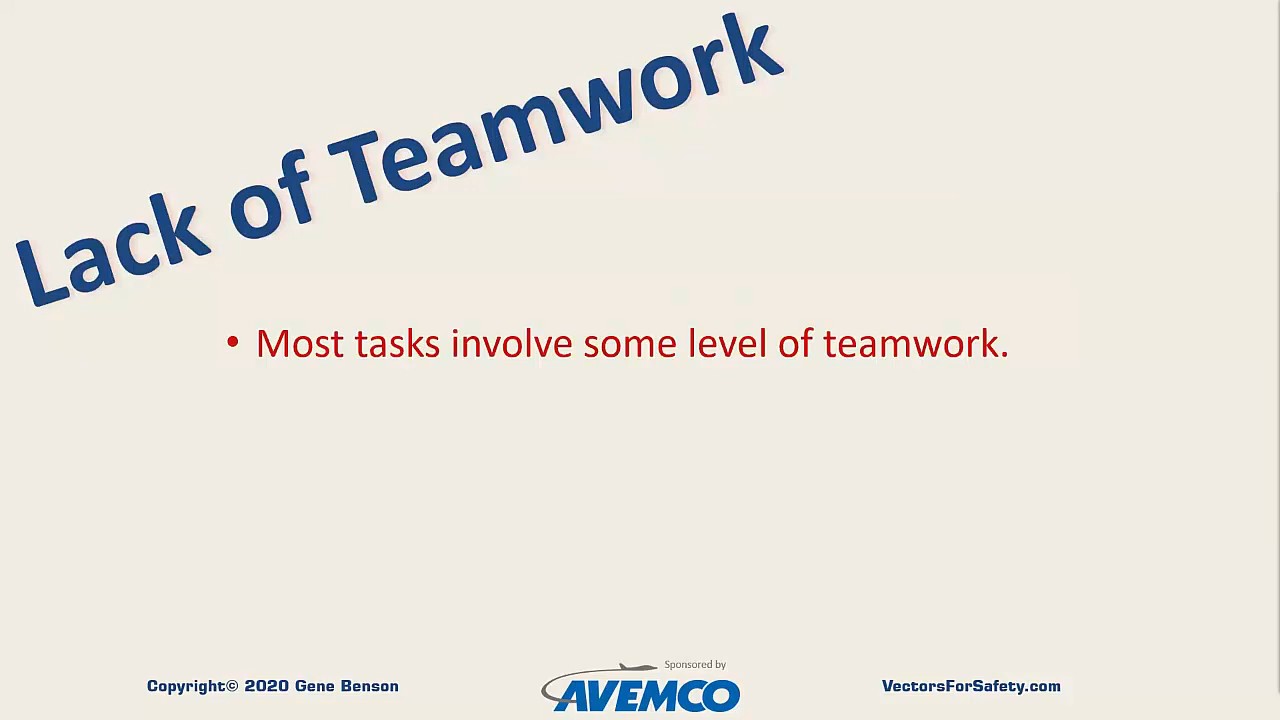 Lack of Teamwork
• Most tasks involve some level of teamwork.
Sponsored by
Copyright© 2020 Gene Benson
AVEMCO
VectorsForSafety.com